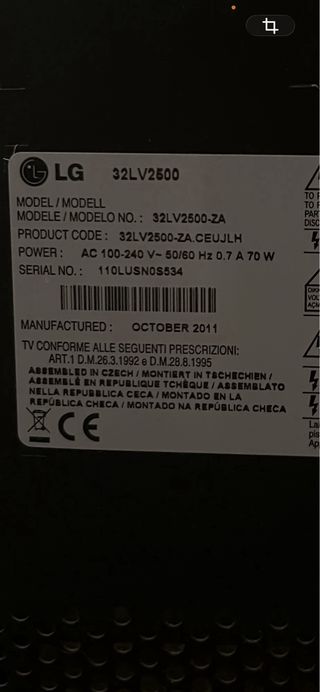 LG 32LV2500
MODEL / MODELL
MODELE / MODELO NO. : 32LV2500-ZA
PRODUCT CODE : 32LV2500-ZA.CEUJLH
POWER : AC 100-240 V~ 50/60 Hz 0.7 A 70 W
SERIAL NO. : 110LUSN0S534
MANUFACTURED : OCTOBER 2011
TV CONFORME ALLE SEGUENTI PRESCRIZIONI:
ART.1 D.M.26.3.1992 e D.M.28.8.1995
ASSEMBLED IN CZECH / MONTIERT IN TSCHECHIEN /
ASSEMBLÉ EN REPUBLIQUE TCHÈQUE / ASSEMBLATO
NELLA REPUBBLICA CECA / MONTADO EN LA
REPÚBLICA CHECA / MONTADO NA REPÚBLICA CHECA
CE
TO
TO